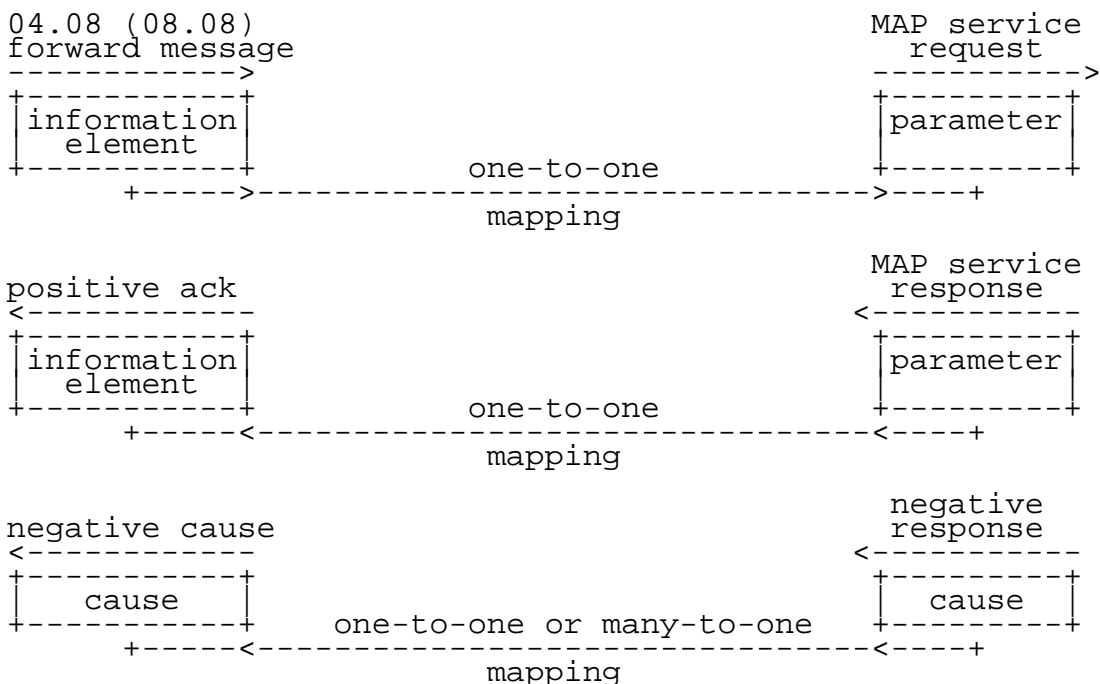 04.08 (08.08) MAP service
forward message request
------------> ----------->
+-----------+ +---------+
|information| |parameter|
| element | | |
+-----------+ one-to-one +---------+
+----->-------------------------------->----+
mapping
MAP service
positive ack response
<------------ <-----------
+-----------+ +---------+
|information| |parameter|
| element | | |
+-----------+ one-to-one +---------+
+-----<--------------------------------<----+
mapping
negative
negative cause response
<------------ <-----------
+-----------+ +---------+
| cause | | cause |
+-----------+ one-to-one or many-to-one +---------+
+-----<--------------------------------<----+
mapping